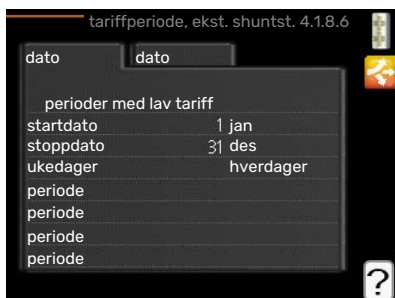 tariffperiode, ekst. shuntst. 4.1.8.6
dato dato
perioder med lav tariff
startdato 1 jan
stoppdato 31 des
ukedager hverdager
periode
periode
periode
periode
?